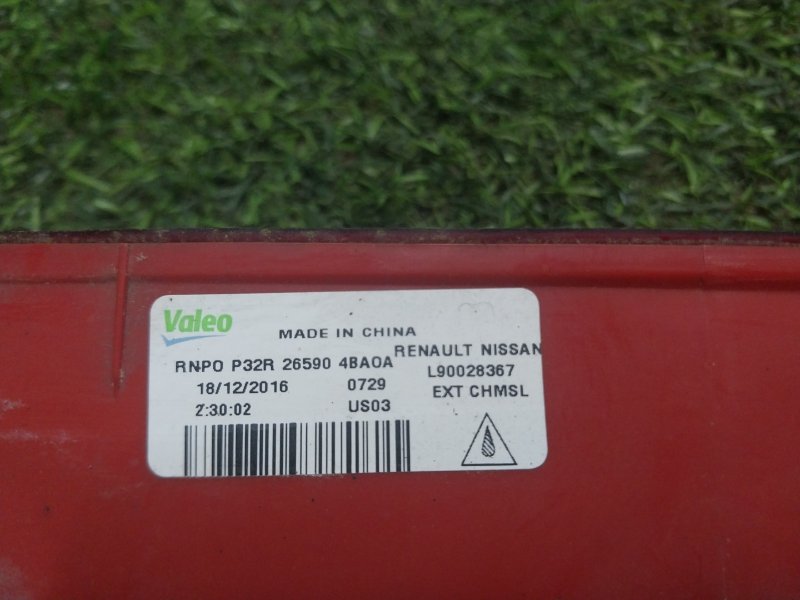 Valeo
MADE IN CHINA
RENAULT NISSAN
RNPO P32R 26590 4BA0A
L90028367
18/12/2016 0729
EXT CHMSL
2:30:02 US03